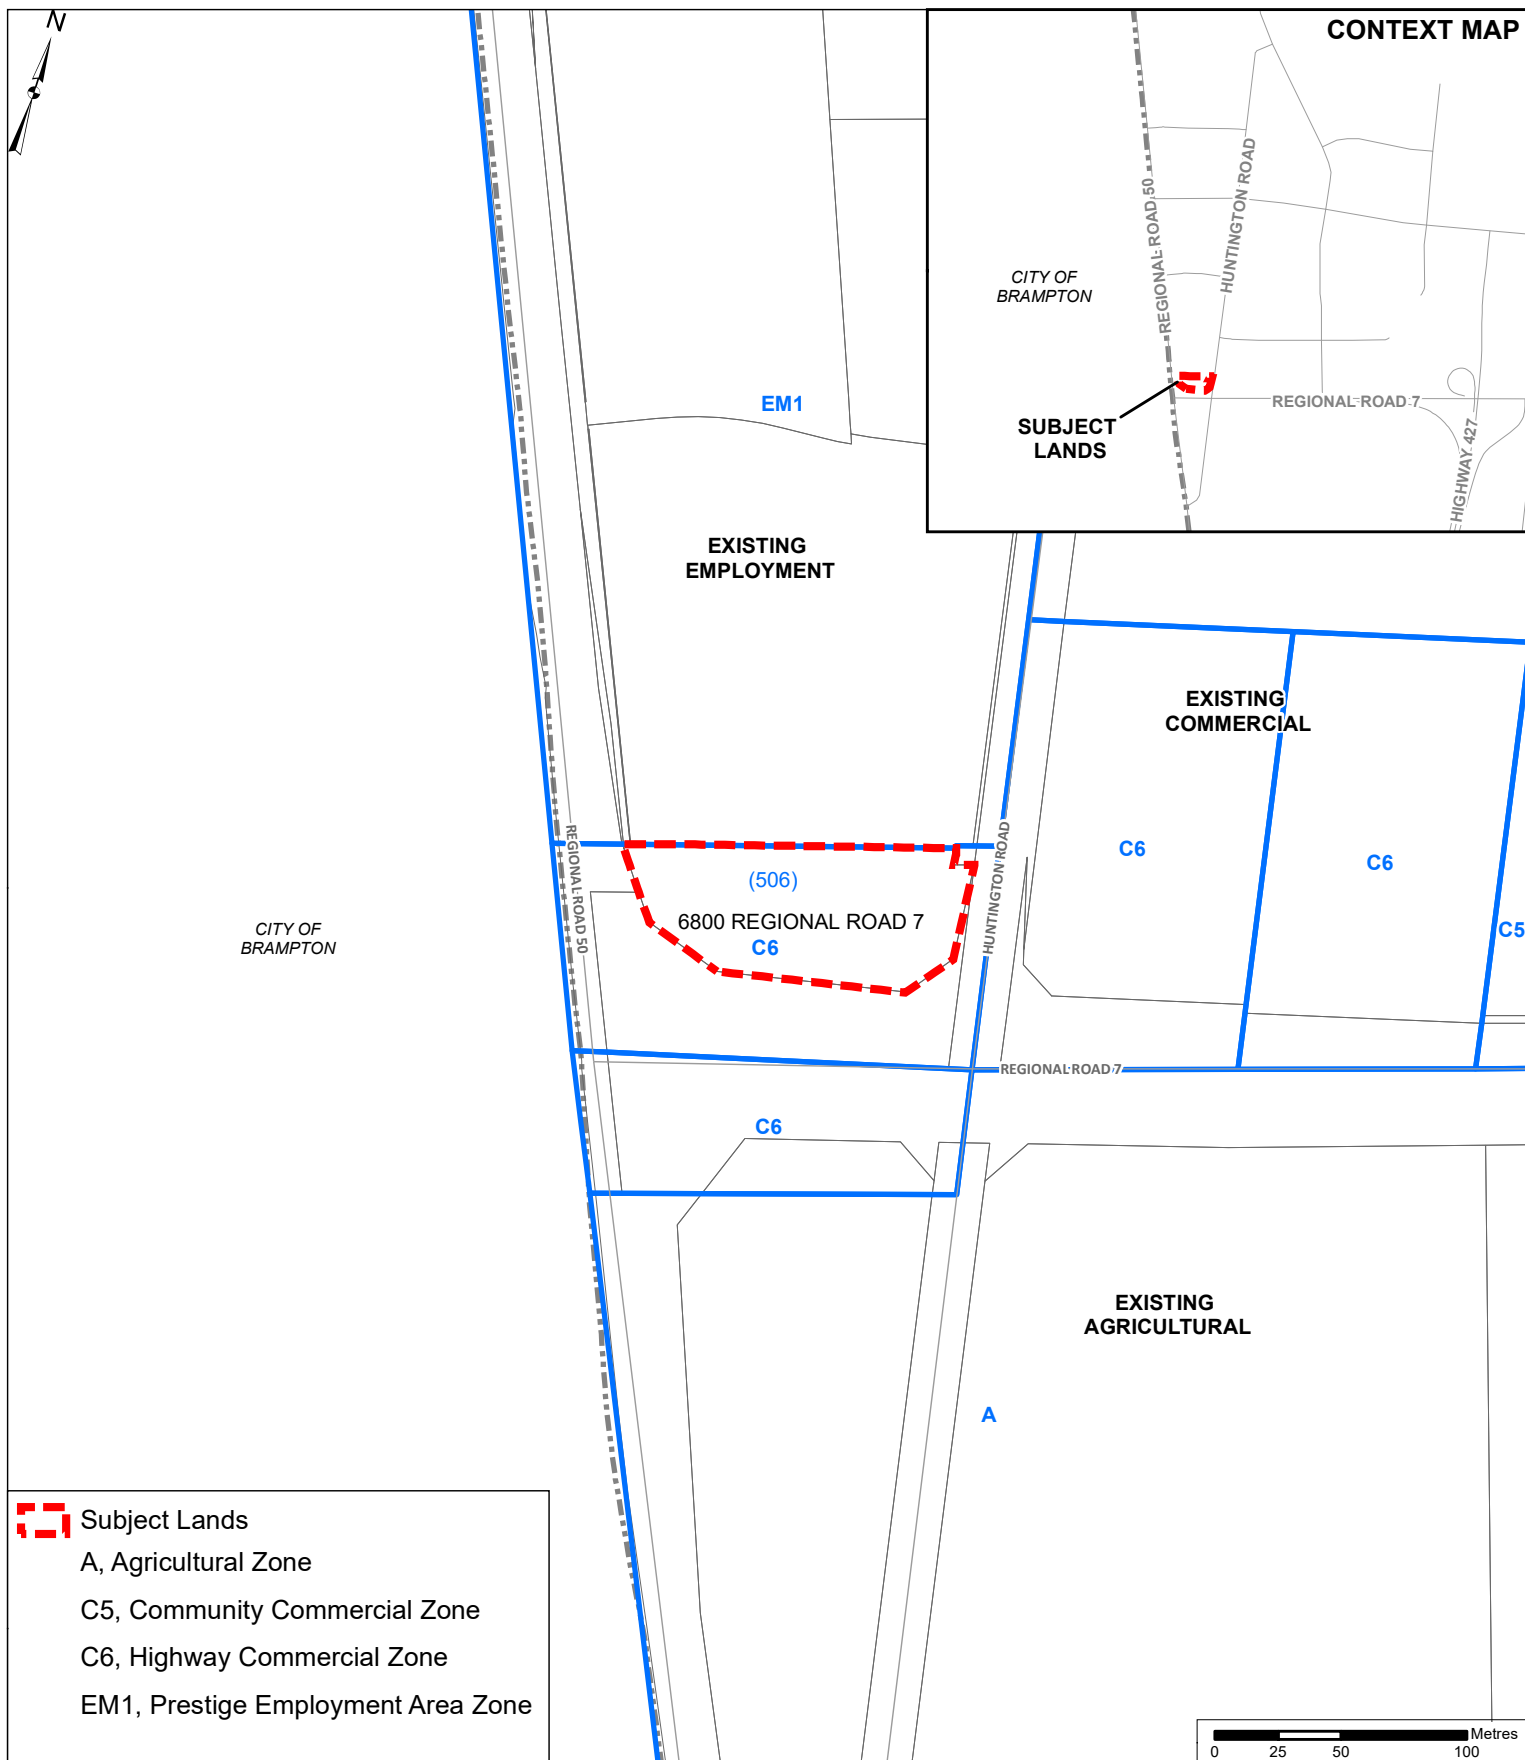 N
CONTEXT MAP
REGIONAL ROAD 50
HUNTINGTON ROAD
CITY OF
BRAMPTON
SUBJECT
LANDS
REGIONAL ROAD 7
HIGHWAY 427
EM1
EXISTING
EMPLOYMENT
EXISTING
COMMERCIAL
C6
C6
C5
REGIONAL ROAD 50
(506)
6800 REGIONAL ROAD 7
C6
HUNTINGTON ROAD
CITY OF
BRAMPTON
REGIONAL ROAD 7
C6
EXISTING
AGRICULTURAL
A
Subject Lands
A, Agricultural Zone
C5, Community Commercial Zone
C6, Highway Commercial Zone
EM1, Prestige Employment Area Zone
Metres
0 25 50 100